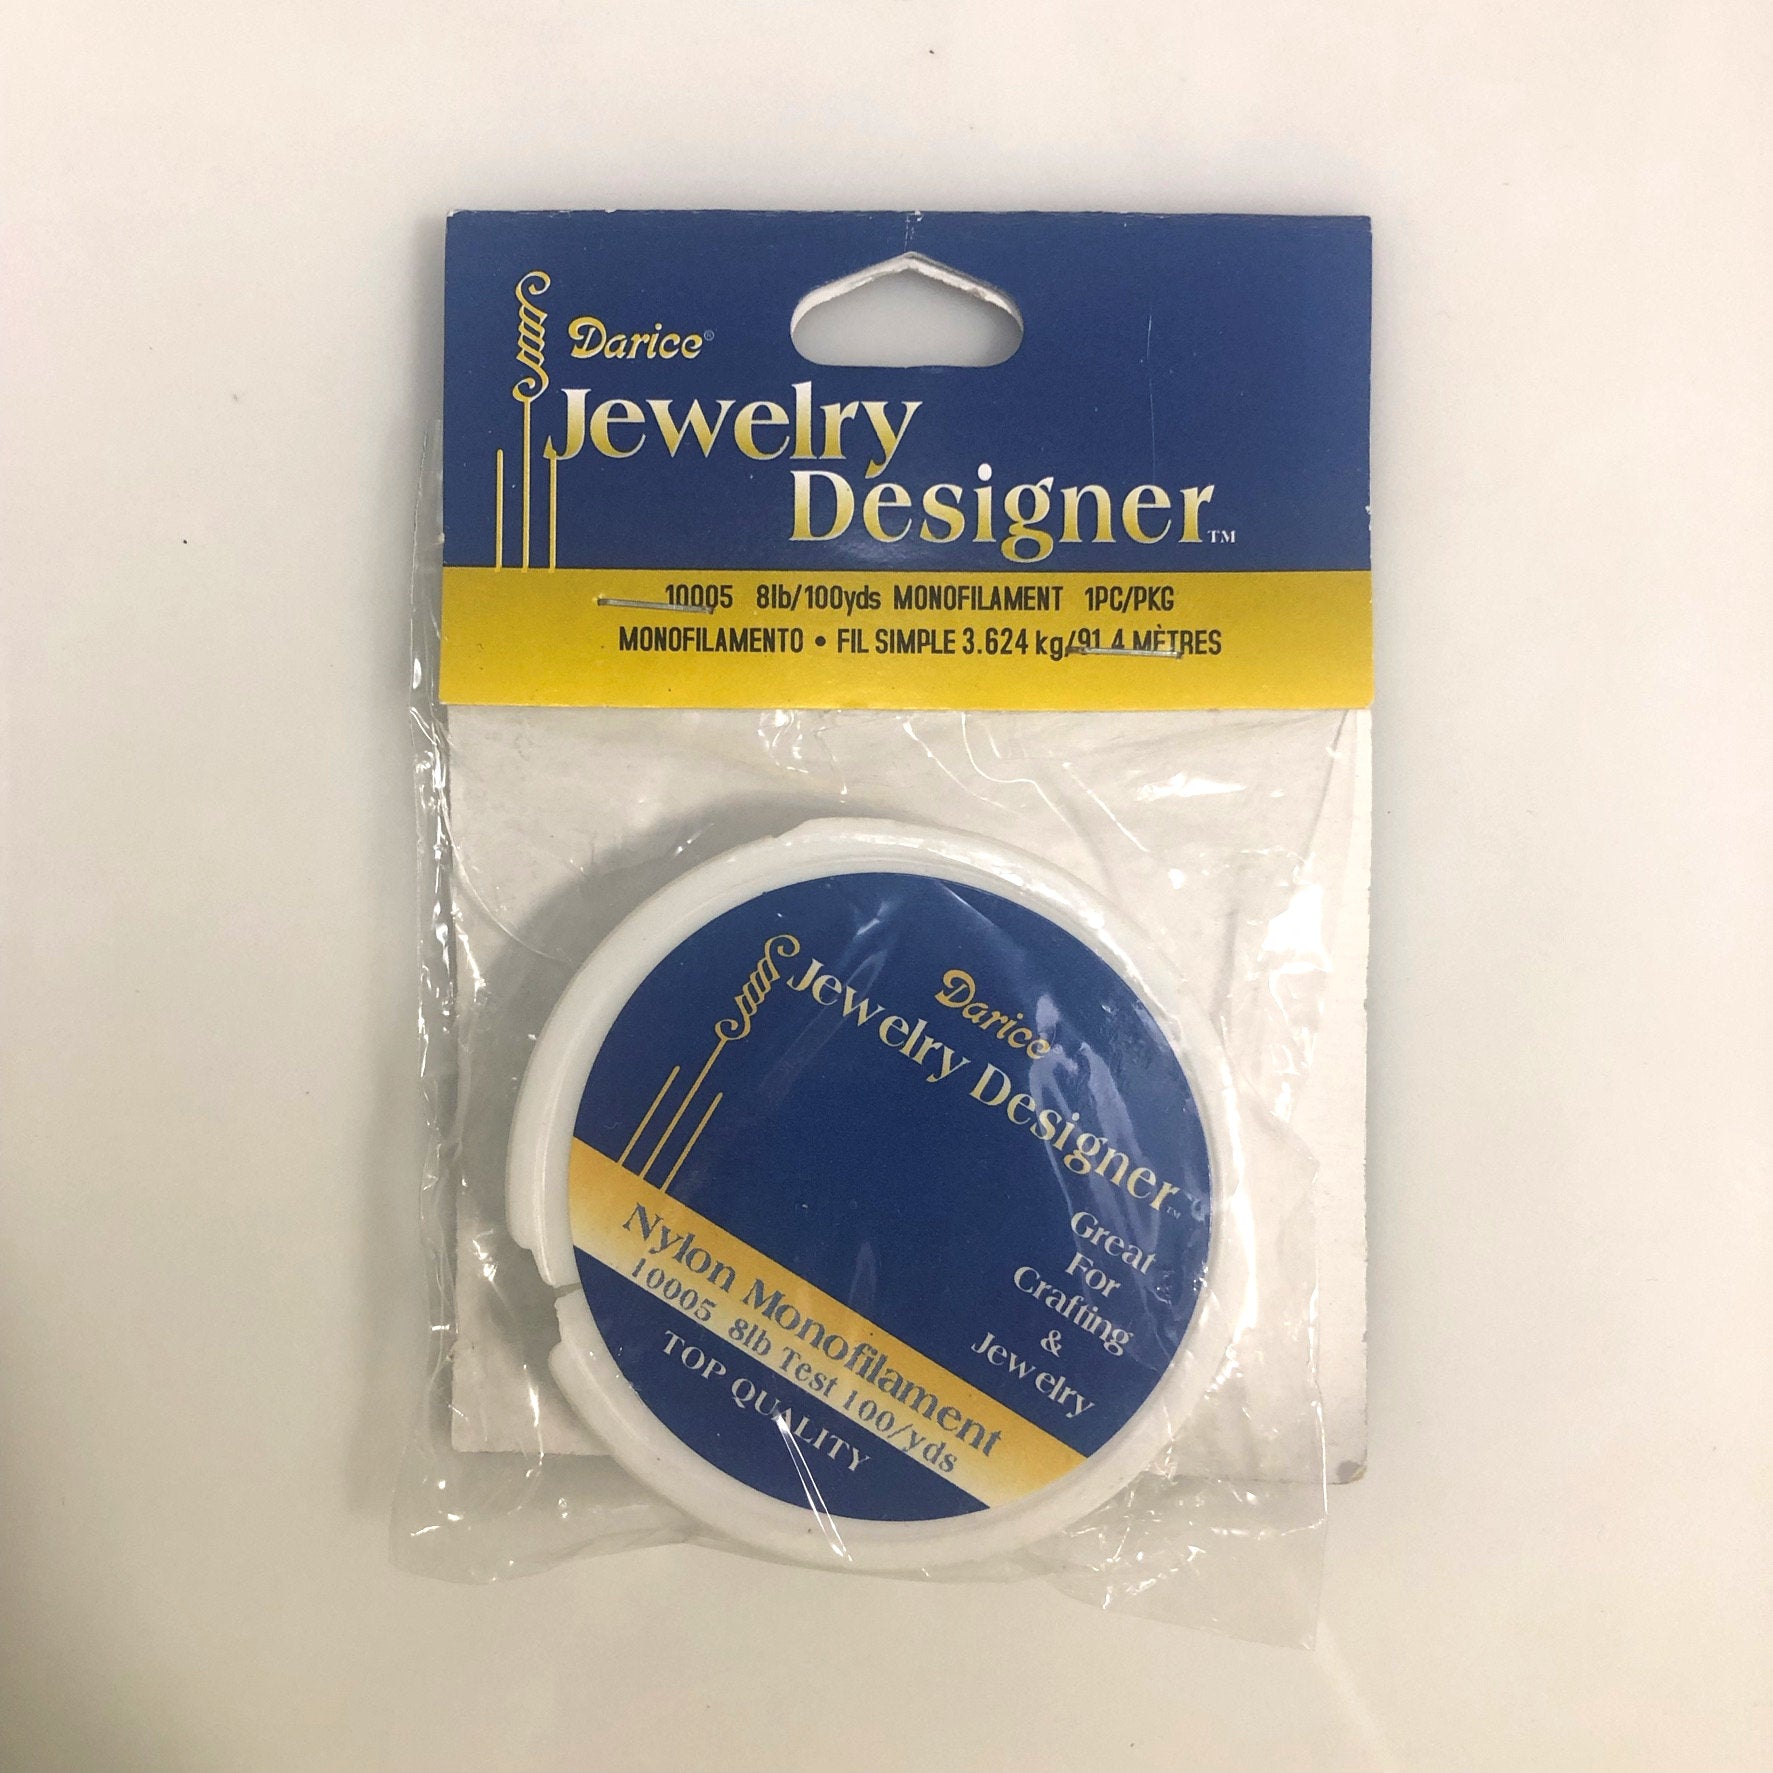 Darice®
Jewelry
Designer™
10005 8lb/100yds MONOFILAMENT 1PC/PKG
MONOFILAMENTO • FIL SIMPLE 3.624 kg/91.4 MÈTRES
Darice
Jewelry Designer™
Great
For
Crafting
&
Jewelry
Nylon Monofilament
10005 8lb Test 100/yds
TOP QUALITY